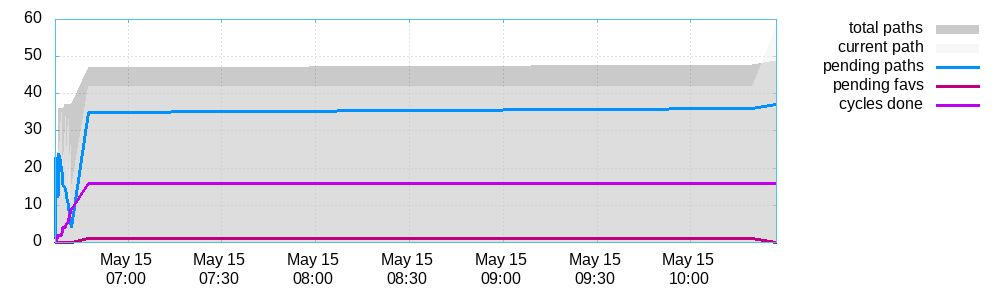 60
50
40
30
20
10
0
May 15
07:00
May 15
07:30
May 15
08:00
May 15
08:30
May 15
09:00
May 15
09:30
May 15
10:00
total paths
current path
pending paths
pending favs
cycles done